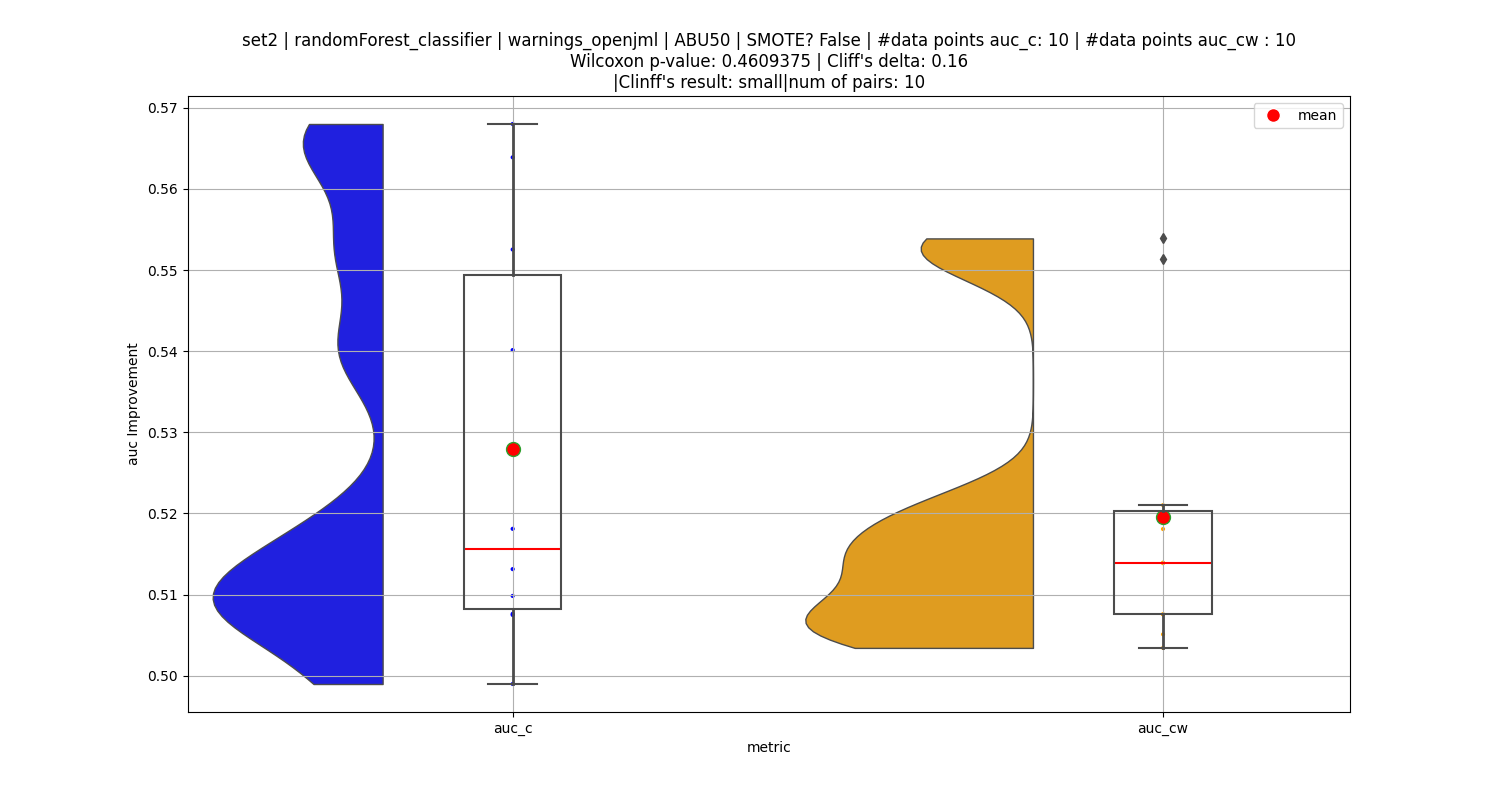 set2 | randomForest_classifier | warnings_openjml | ABU50 | SMOTE? False | #data points auc_c: 10 | #data points auc_cw : 10
Wilcoxon p-value: 0.4609375 | Cliff's delta: 0.16
|Clinff's result: small|num of pairs: 10
mean
0.57
0.56
0.55
0.54
0.53
0.52
0.51
0.50
auc Improvement
auc_c
auc_cw
metric